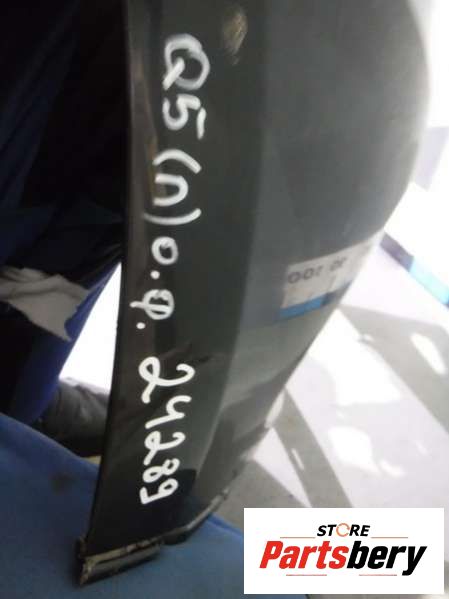 Q5 (п) о.ф. 24289
STORE
Partsbery